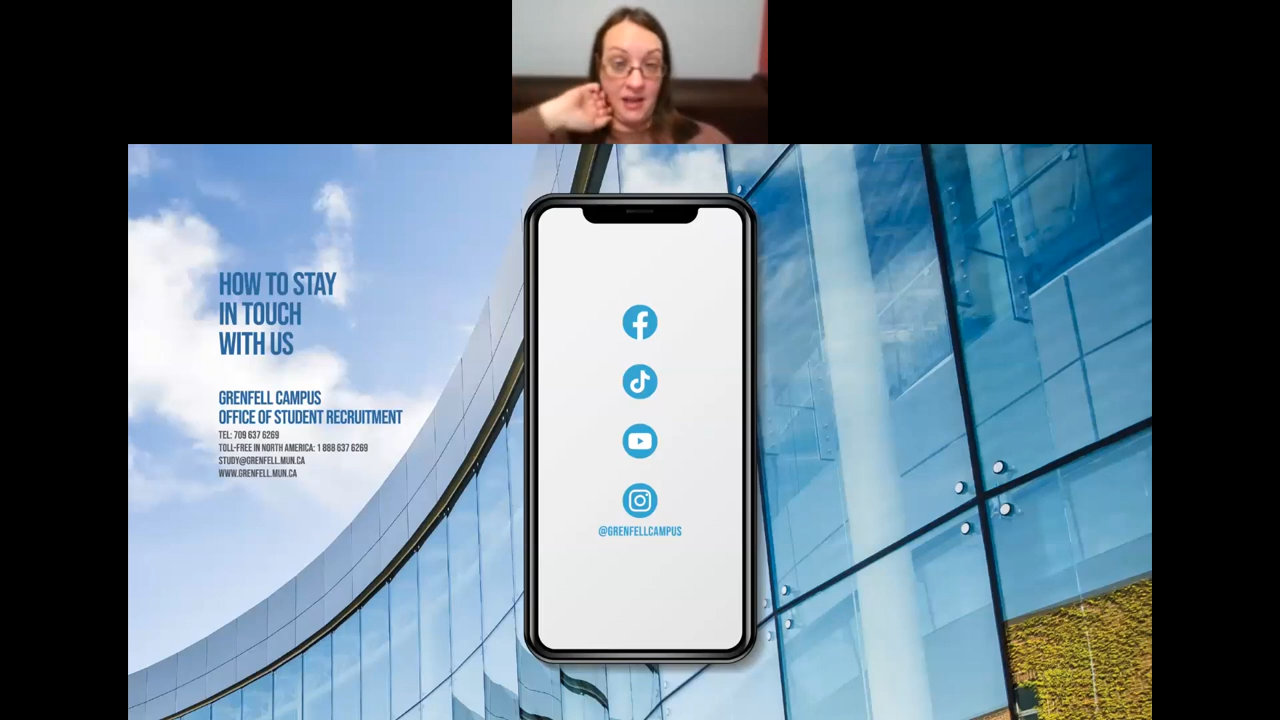 HOW TO STAY
IN TOUCH
WITH US
GRENFELL CAMPUS
OFFICE OF STUDENT RECRUITMENT
TEL: 709 637 6269
TOLL-FREE IN NORTH AMERICA: 1 888 637 6269
STUDY@GRENFELL.MUN.CA
WWW.GRENFELL.MUN.CA
@GRENFELLCAMPUS